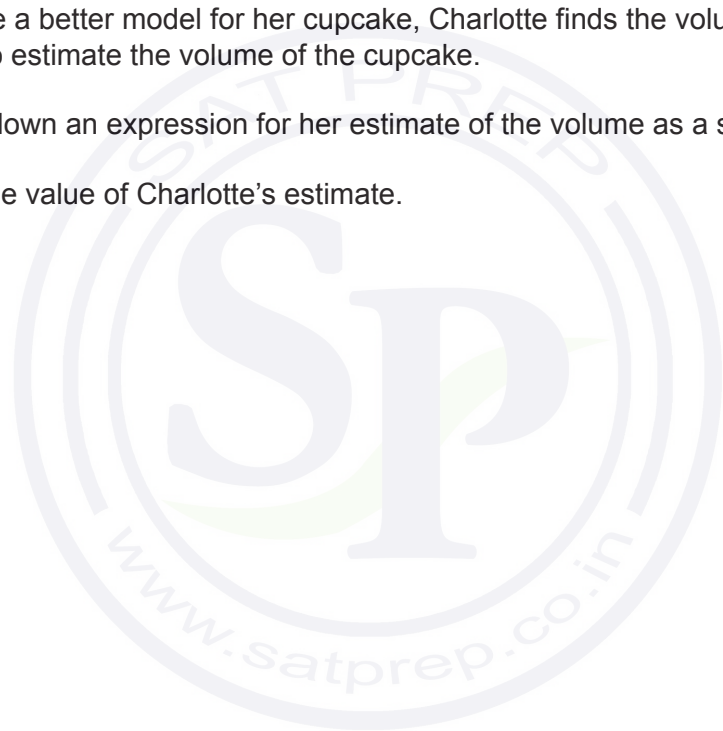 e a better model for her cupcake, Charlotte finds the volu
o estimate the volume of the cupcake.
down an expression for her estimate of the volume as a s
e value of Charlotte's estimate.
SAT PREP
SP
www.satprep.co.in